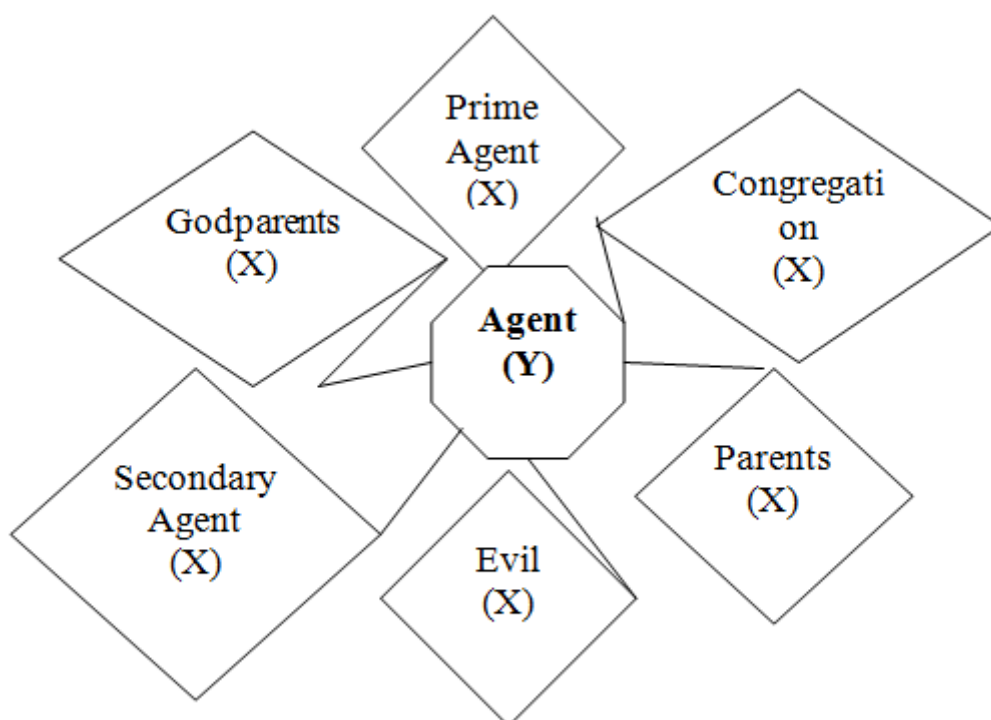 Prime
Agent
(X)
Congregati
on
(X)
Godparents
(X)
Agent
(Y)
Parents
(X)
Secondary
Agent
(X)
Evil
(X)